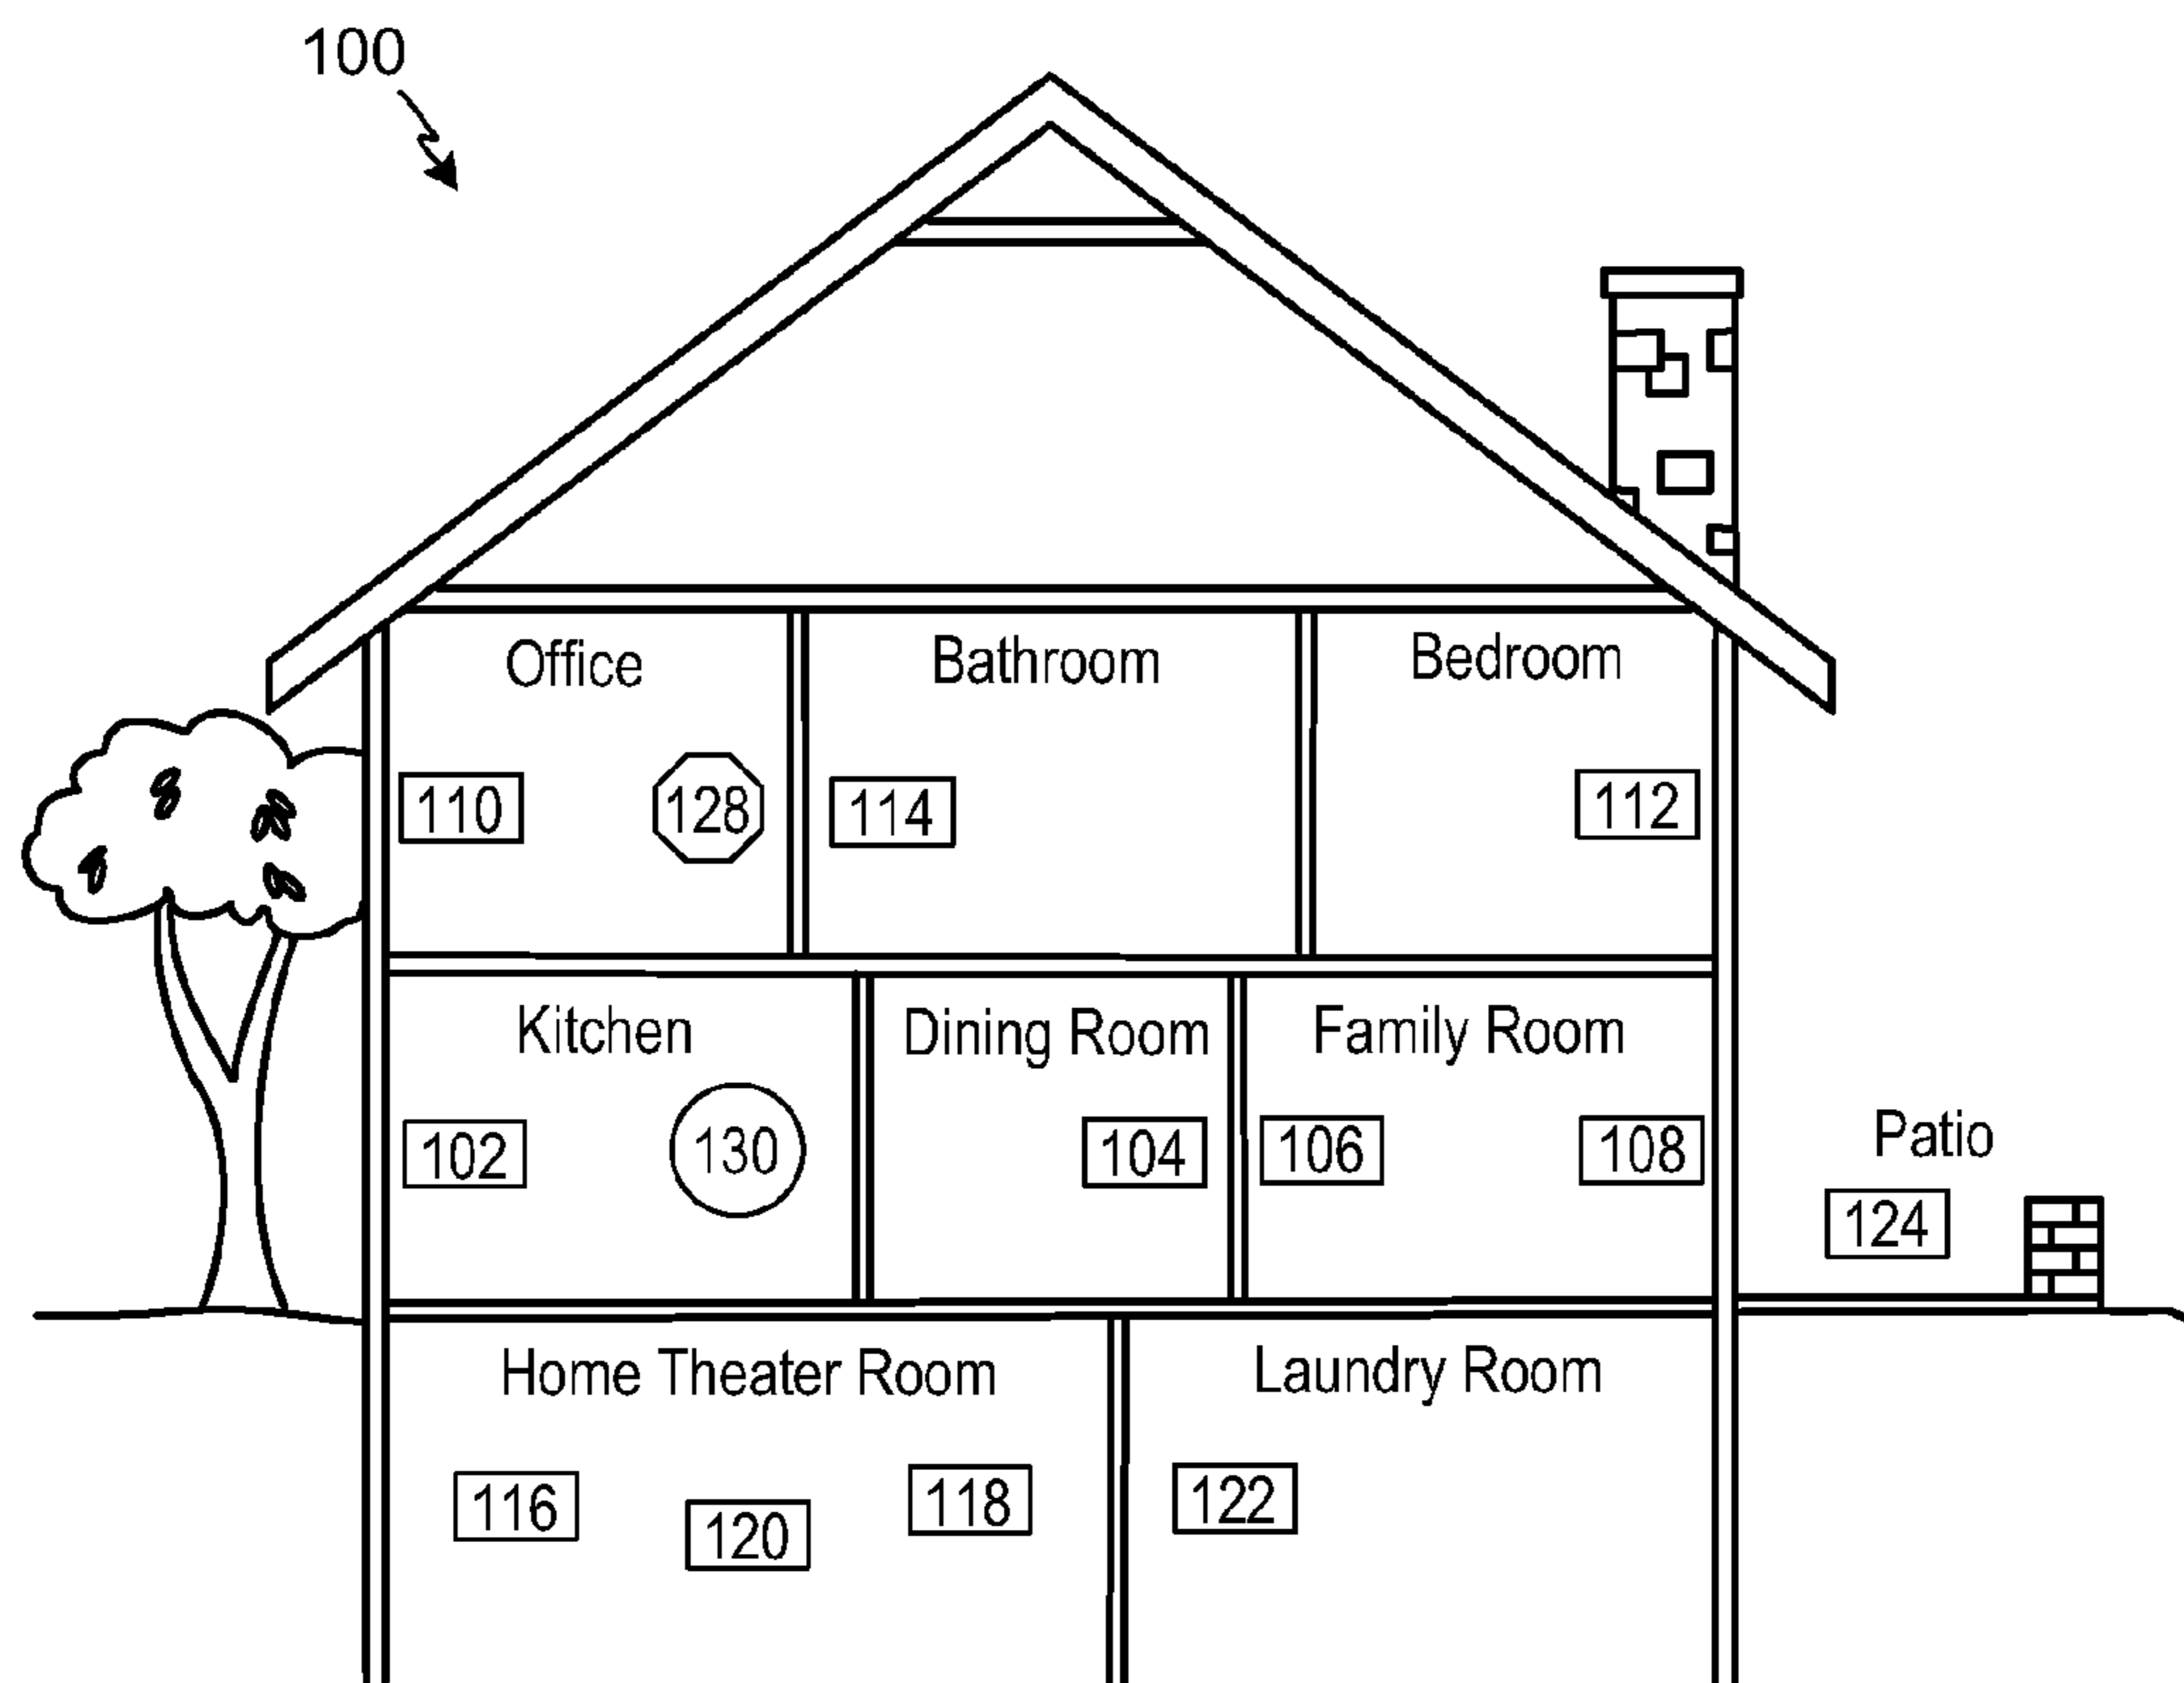 100
Office Bathroom Bedroom
110 128 114 112
Kitchen Dining Room Family Room
Patio
102 130 104 106 108
124
Home Theater Room Laundry Room
116 120 118 122